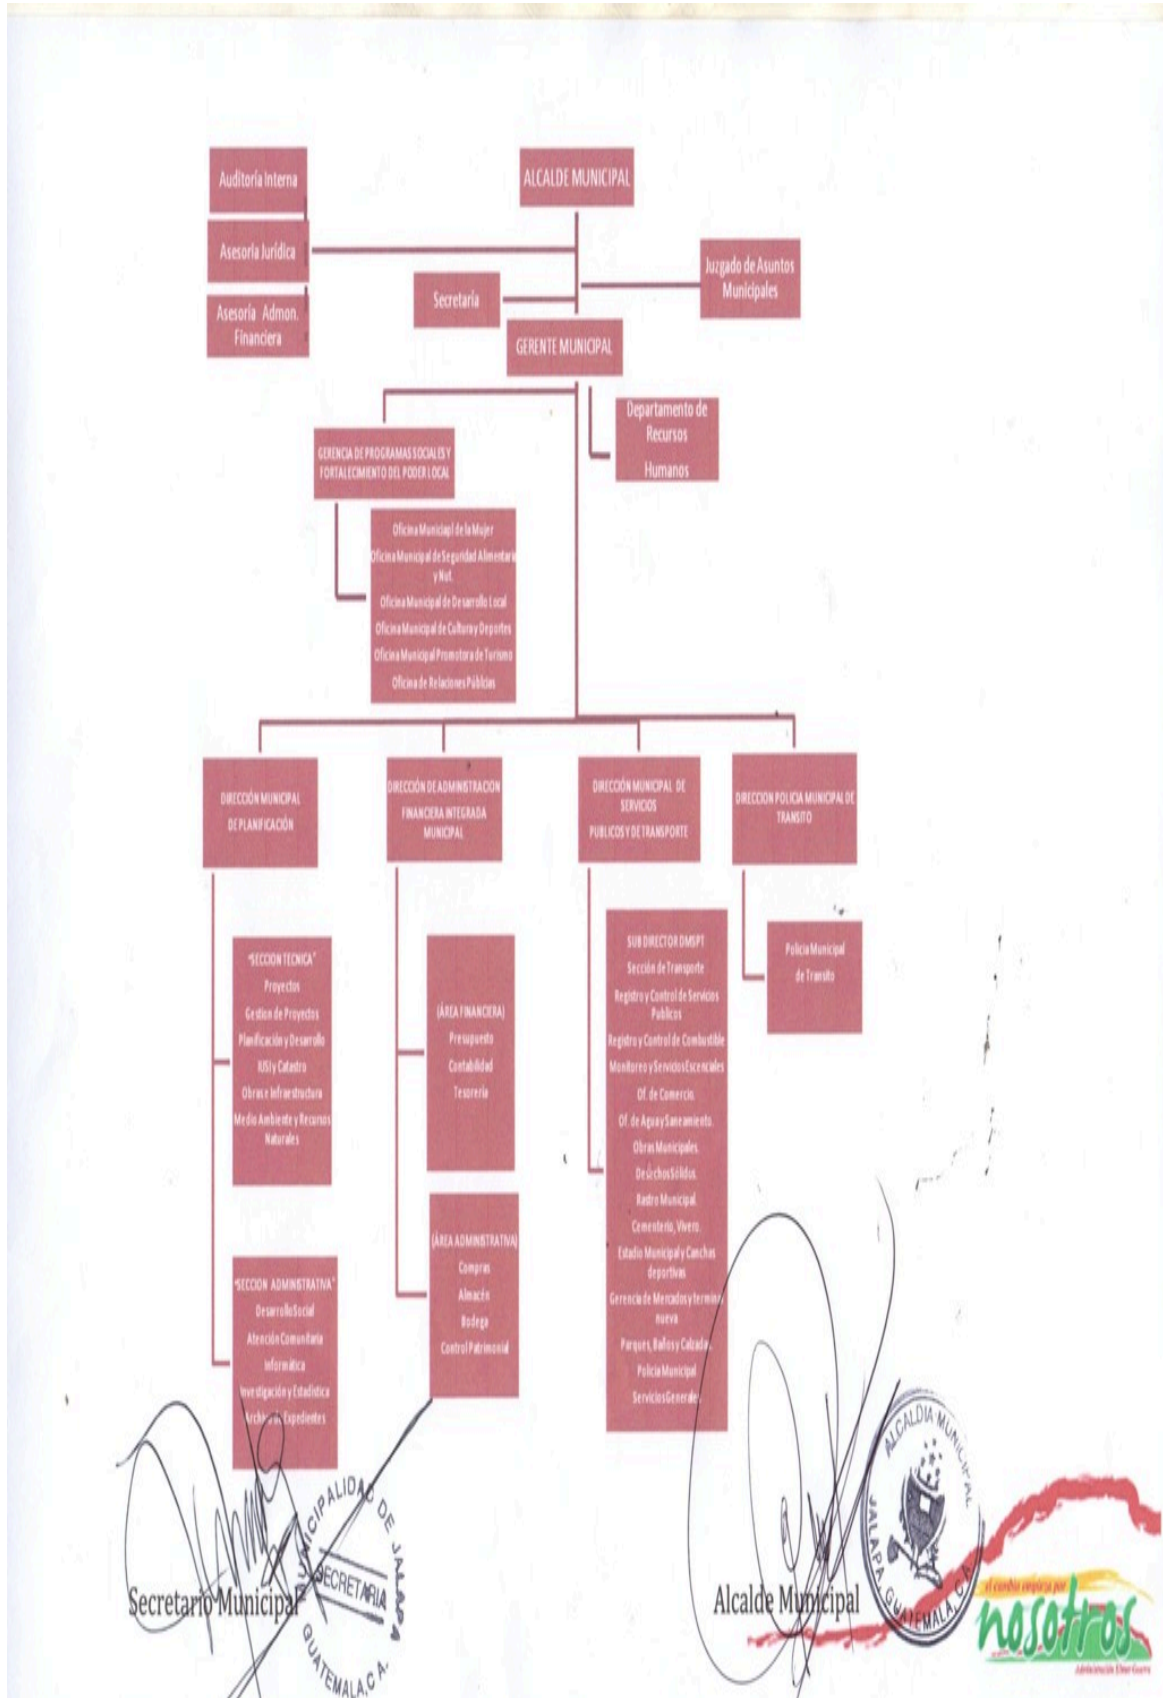 Auditoría Interna
ALCALDE MUNICIPAL
Asesoría Jurídica
Juzgado de Asuntos
Municipales
Secretaría
Asesoría Admon.
Financiera
GERENTE MUNICIPAL
Departamento de
Recursos
Humanos
GERENCIA DE PROGRAMAS SOCIALES Y
FORTALECIMIENTO DEL PODER LOCAL
Oficina Municiapl de la Mujer
Oficina Municipal de Seguridad Alimentaria
y Nut.
Oficina Municipal de Desarrollo Local
Oficina Municipal de Cultura y Deportes
Oficina Municipal Promotora de Turismo
Oficina de Relaciones Públcias
DIRECCIÓN MUNICIPAL
DE PLANIFICACIÓN
DIRECCIÓN DE ADMINISTRACION
FINANCIERA INTEGRADA
MUNICIPAL
DIRECCIÓN MUNICIPAL DE
SERVICIOS
PUBLICOS Y DE TRANSPORTE
DIRECCION POLICIA MUNICIPAL DE
TRANSITO
"SECCION TECNICA"
Proyectos
Gestion de Proyectos
Planificación y Desarrollo
IUSI y Catastro
Obras e Infraestructura
Medio Ambiente y Recursos
Naturales
(ÁREA FINANCIERA)
Presupuesto
Contabilidad
Tesorería
SUB DIRECTOR DMSPT
Sección de Transporte
Registro y Control de Servicios
Publicos
Registro y Control de Combustible
Monitoreo y Servicios Escenciales
Of. de Comercio.
Of. de Agua y Saneamiento.
Obras Municipales.
Desechos Sólidos.
Rastro Municipal.
Cementerio, Vivero.
Estadio Municipal y Canchas
deportivas
Gerencia de Mercados y
nueva
Parques, Baños y Calzadas.
Policia Municipal
Servicios Generales
Policia Municipal
de Transito
"SECCION ADMINISTRATIVA"
Desarrollo Social
Atención Comunitaria
Informática
Investigación y Estadística
Expedientes
(ÁREA ADMINISTRATIVA)
Compras
Almacén
Bodega
Control Patrimonial
Secretario Municipal
MUNICIPALIDAD DE JALAPA
SECRETARIA
GUATEMALA, C.A.
Alcalde Municipal
ALCALDIA MUNICIPAL
JALAPA, GUATEMALA, C.A.
el cambio empieza por
nosotros
Administración Elmer Guerra